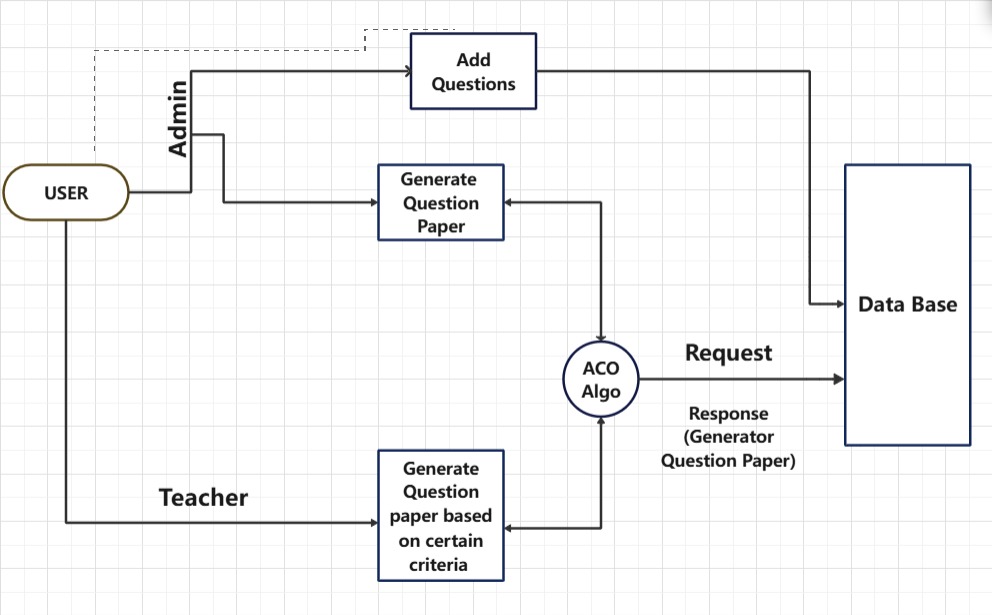 Add
Questions
Admin
USER
Generate
Question
Paper
Data Base
ACO
Algo
Request
Response
(Generator
Question Paper)
Teacher
Generate
Question
paper based
on certain
criteria